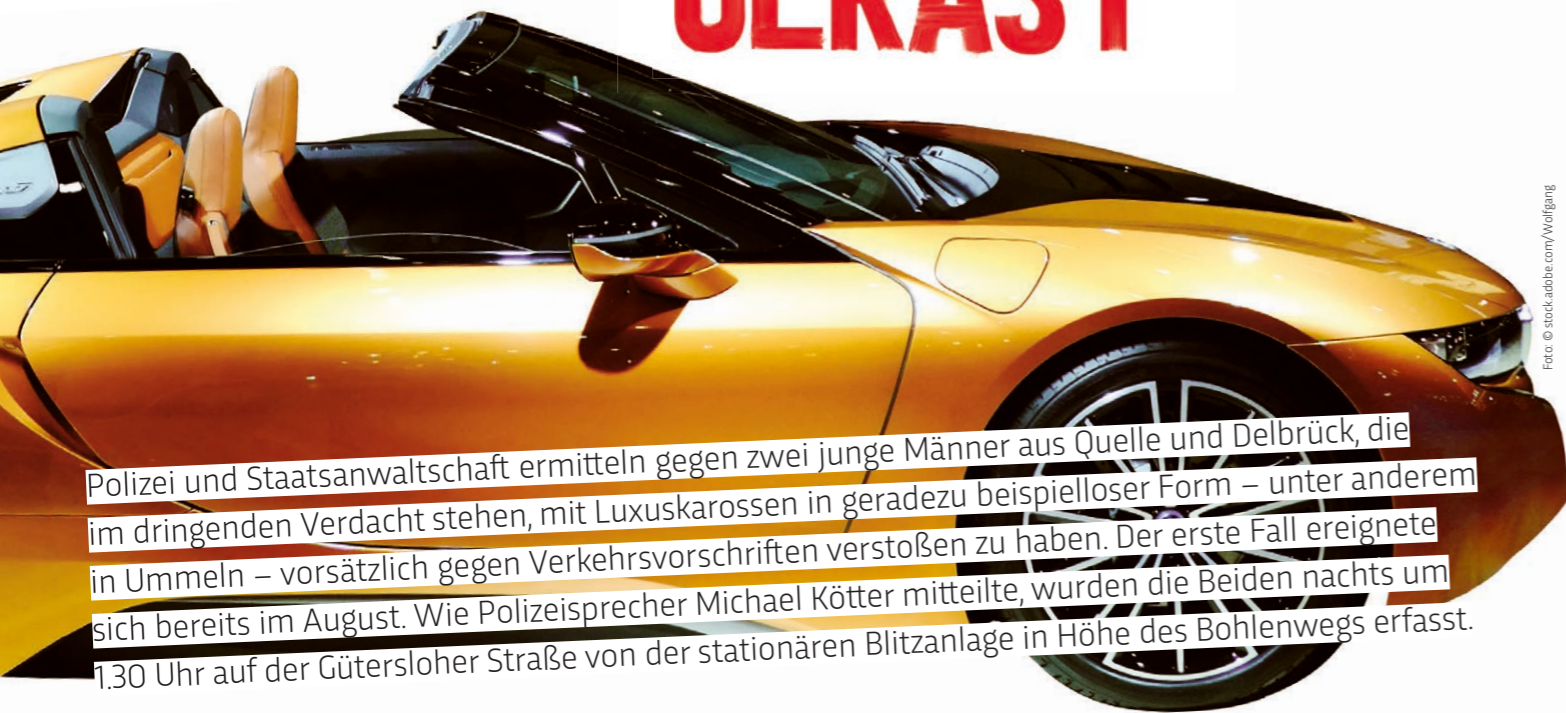 GERAST
Polizei und Staatsanwaltschaft ermitteln gegen zwei junge Männer aus Quelle und Delbrück, die
im dringenden Verdacht stehen, mit Luxuskarossen in geradezu beispielloser Form – unter anderem
in Ummeln – vorsätzlich gegen Verkehrsvorschriften verstoßen zu haben. Der erste Fall ereignete
sich bereits im August. Wie Polizeisprecher Michael Kötter mitteilte, wurden die Beiden nachts um
1.30 Uhr auf der Gütersloher Straße von der stationären Blitzanlage in Höhe des Bohlenwegs erfasst.
Foto: © stock.adobe.com/Wolfgang